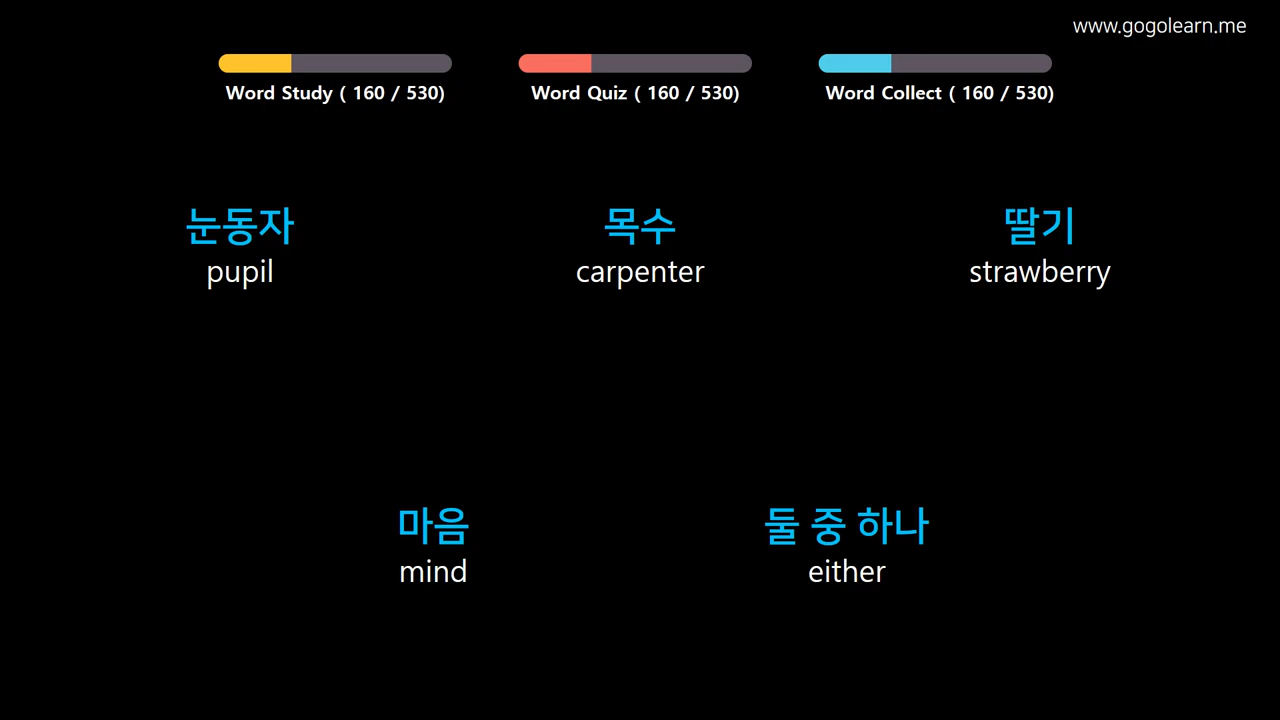 www.gogolearn.me
Word Study ( 160 / 530)
Word Quiz ( 160 / 530)
Word Collect ( 160 / 530)
눈동자
pupil
목수
carpenter
딸기
strawberry
마음
mind
둘 중 하나
either